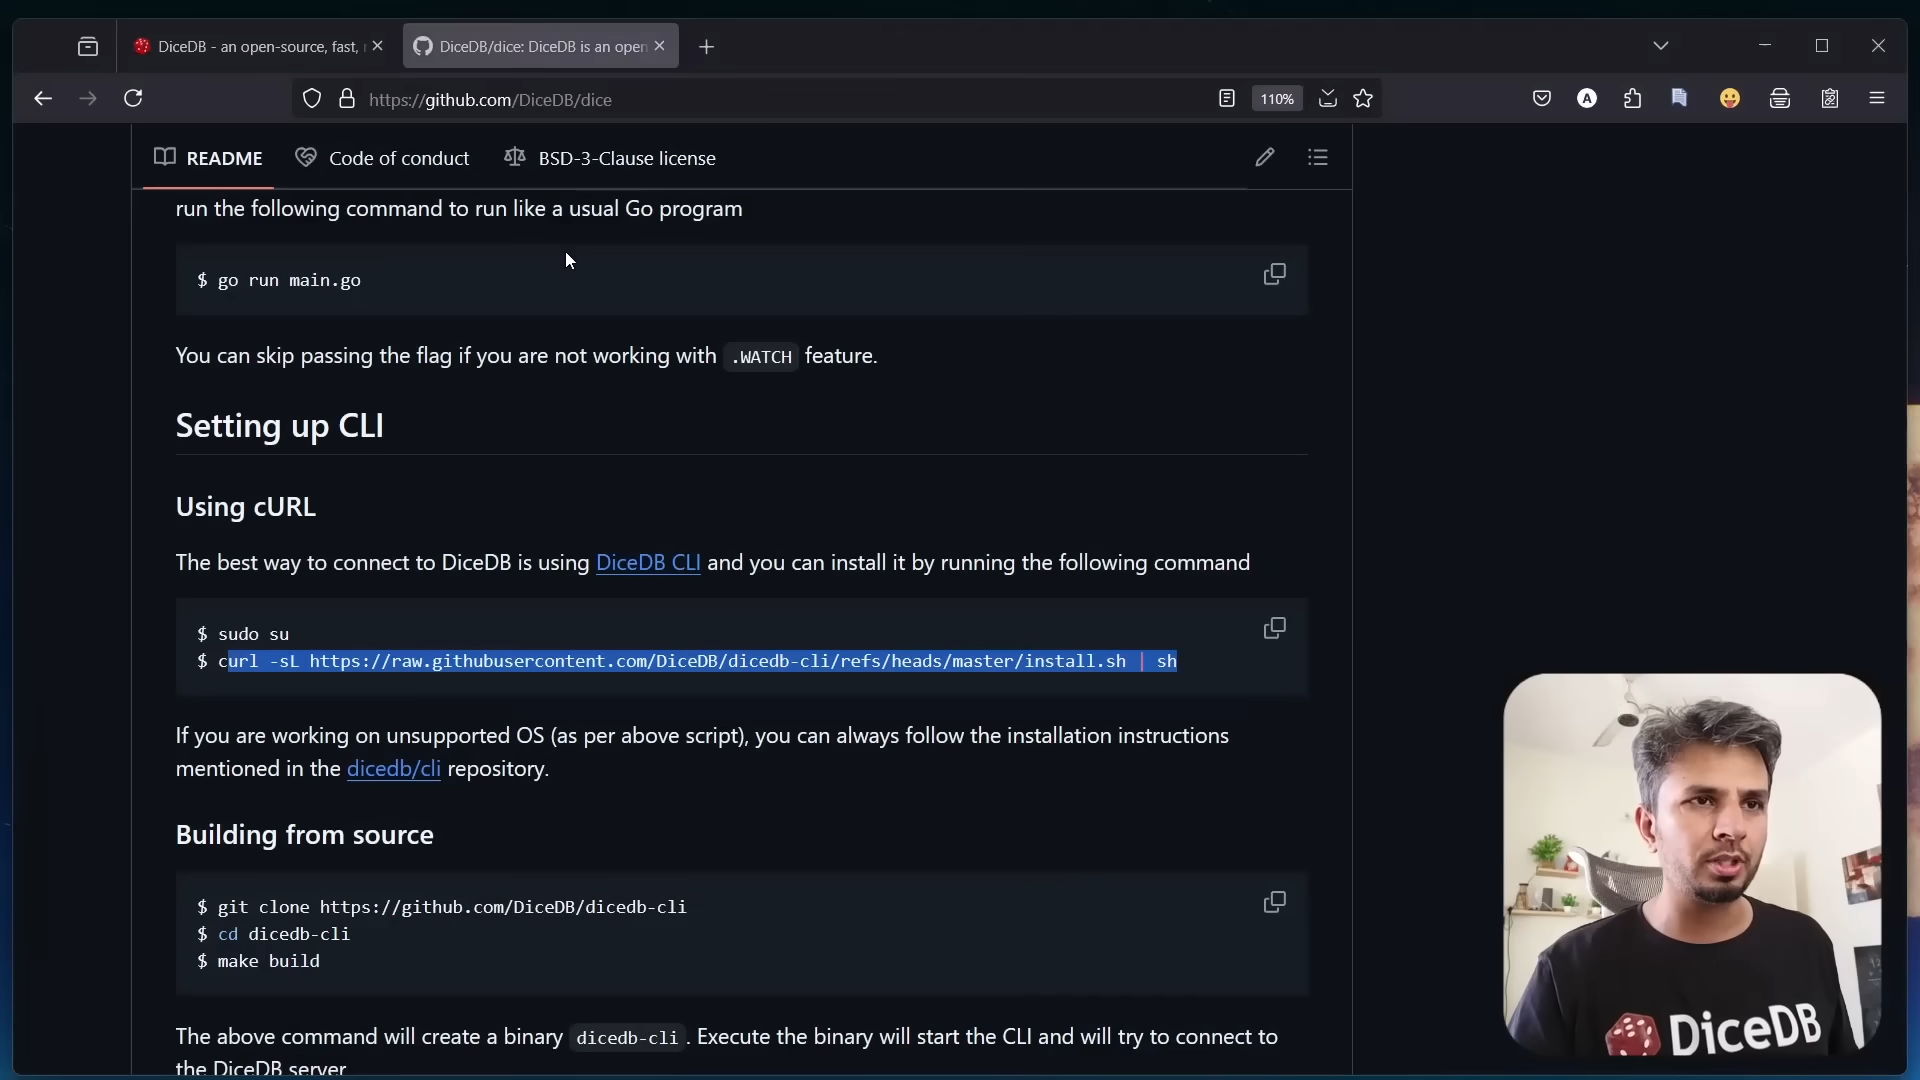 DiceDB - an open-source, fast,
DiceDB/dice: DiceDB is an open
https://github.com/DiceDB/dice
110%
A
README
Code of conduct
BSD-3-Clause license
run the following command to run like a usual Go program
$ go run main.go
You can skip passing the flag if you are not working with .WATCH feature.
Setting up CLI
Using cURL
The best way to connect to DiceDB is using DiceDB CLI and you can install it by running the following command
$ sudo su
$ curl -sL https://raw.githubusercontent.com/DiceDB/dicedb-cli/refs/heads/master/install.sh | sh
If you are working on unsupported OS (as per above script), you can always follow the installation instructions
mentioned in the dicedb/cli repository.
Building from source
$ git clone https://github.com/DiceDB/dicedb-cli
$ cd dicedb-cli
$ make build
The above command will create a binary dicedb-cli. Execute the binary will start the CLI and will try to connect to
the DiceDB server
DiceDB